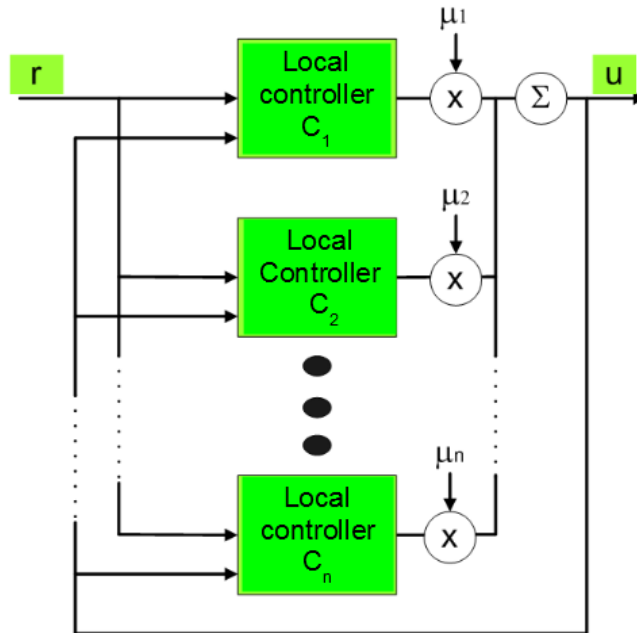 μ1
r
u
Local
controller
C1
x
Σ
μ2
Local
Controller
C2
x
μn
Local
controller
Cn
x